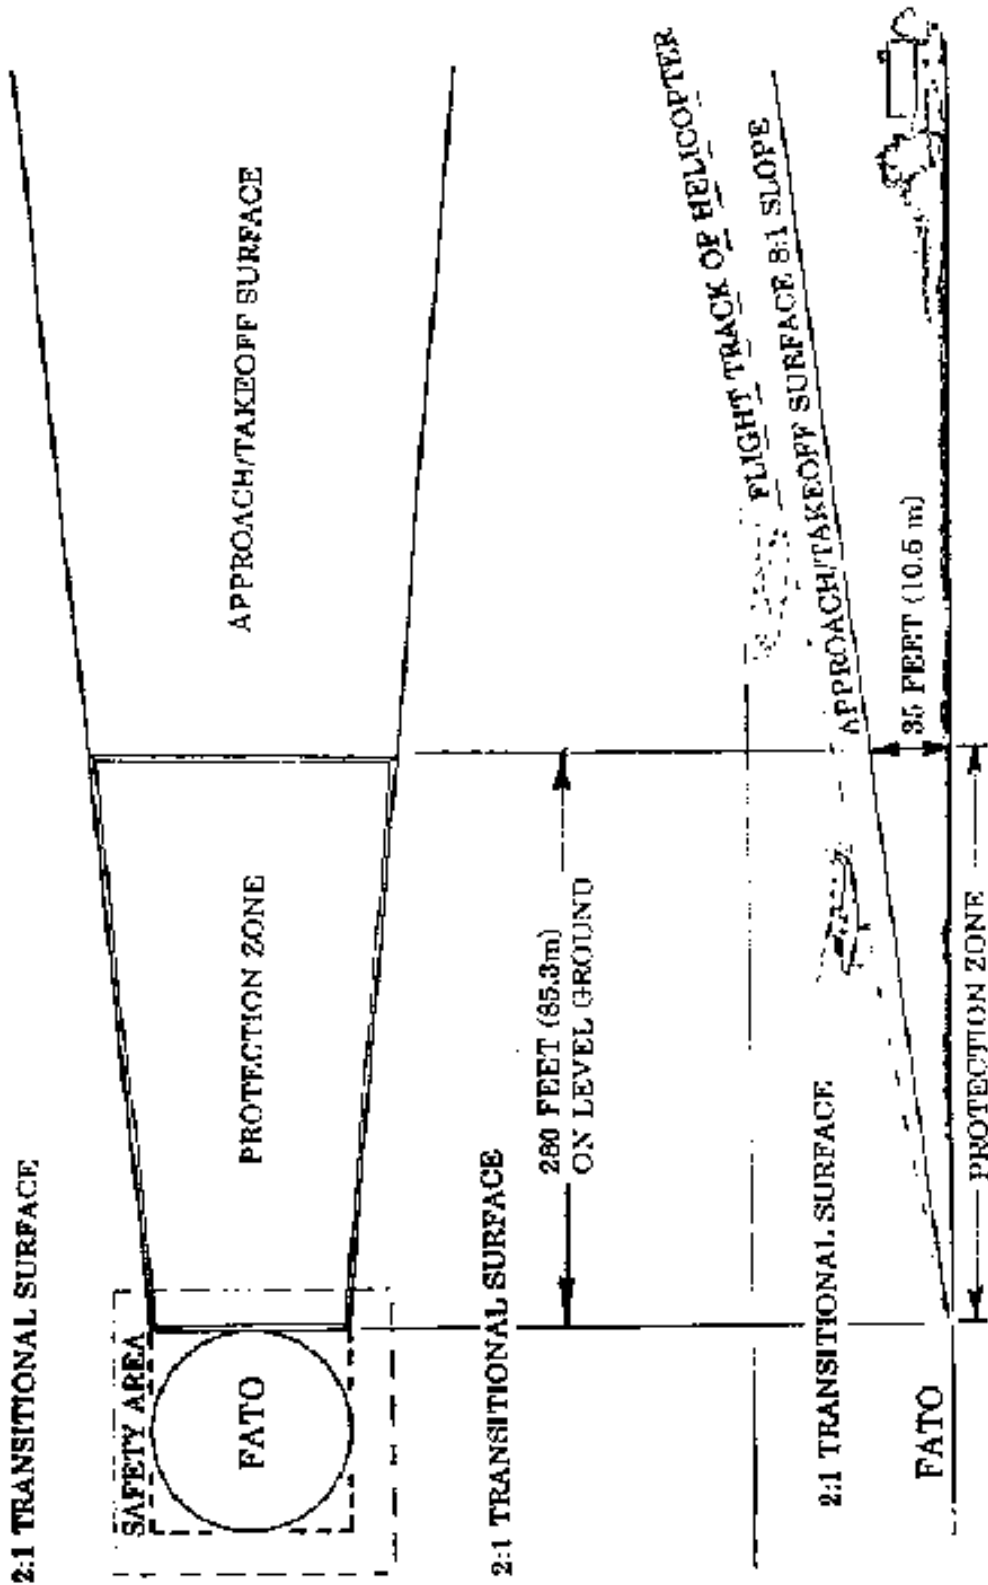 2:1 TRANSITIONAL SURFACE
SAFETY AREA
FATO
PROTECTION ZONE
APPROACH/TAKEOFF SURFACE
2:1 TRANSITIONAL SURFACE
280 FEET (85.3m)
ON LEVEL GROUND
FLIGHT TRACK OF HELICOPTER
APPROACH/TAKEOFF SURFACE 8:1 SLOPE
2:1 TRANSITIONAL SURFACE
35 FEET (10.5 m)
FATO
PROTECTION ZONE